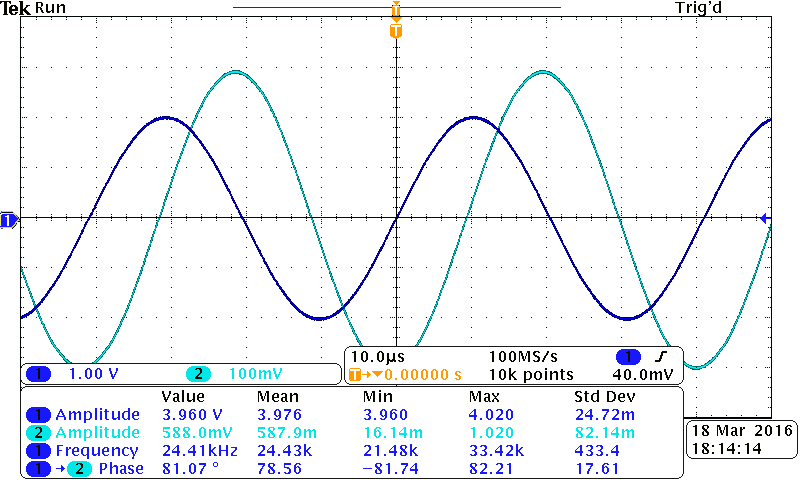 Tek Run Trig'd
T
T
1
1 1.00 V 2 100mV
10.0µs 100MS/s 1
T→▼0.00000 s 10k points 40.0mV
Value Mean Min Max Std Dev
1 Amplitude 3.960 V 3.976 3.960 4.020 24.72m
2 Amplitude 588.0mV 587.9m 16.14m 1.020 82.14m
1 Frequency 24.41kHz 24.43k 21.48k 33.42k 433.4
1 → 2 Phase 81.07 ° 78.56 −81.74 82.21 17.61
18 Mar 2016
18:14:14